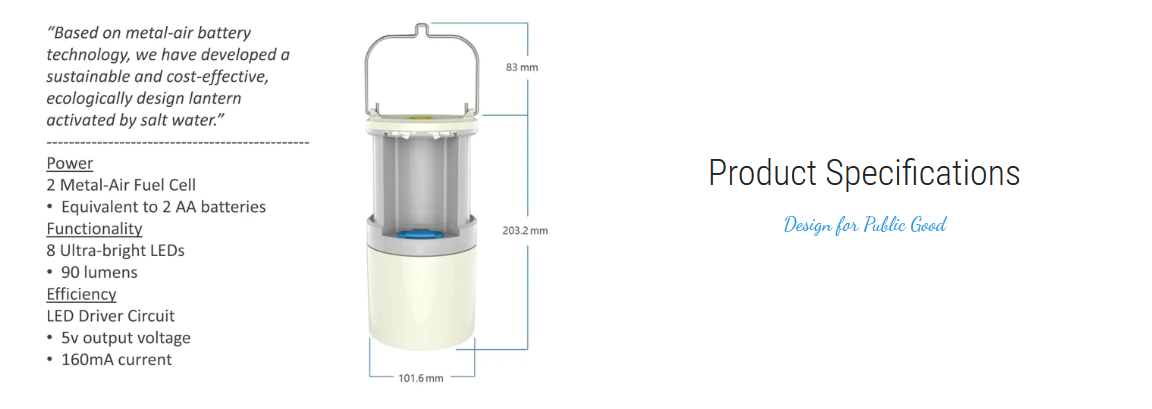 “Based on metal-air battery
technology, we have developed a
sustainable and cost-effective,
ecologically design lantern
activated by salt water.”
-----------------------------------------------
Power
2 Metal-Air Fuel Cell
• Equivalent to 2 AA batteries
Functionality
8 Ultra-bright LEDs
• 90 lumens
Efficiency
LED Driver Circuit
• 5v output voltage
• 160mA current
83 mm
203.2 mm
101.6 mm
Product Specifications
Design for Public Good